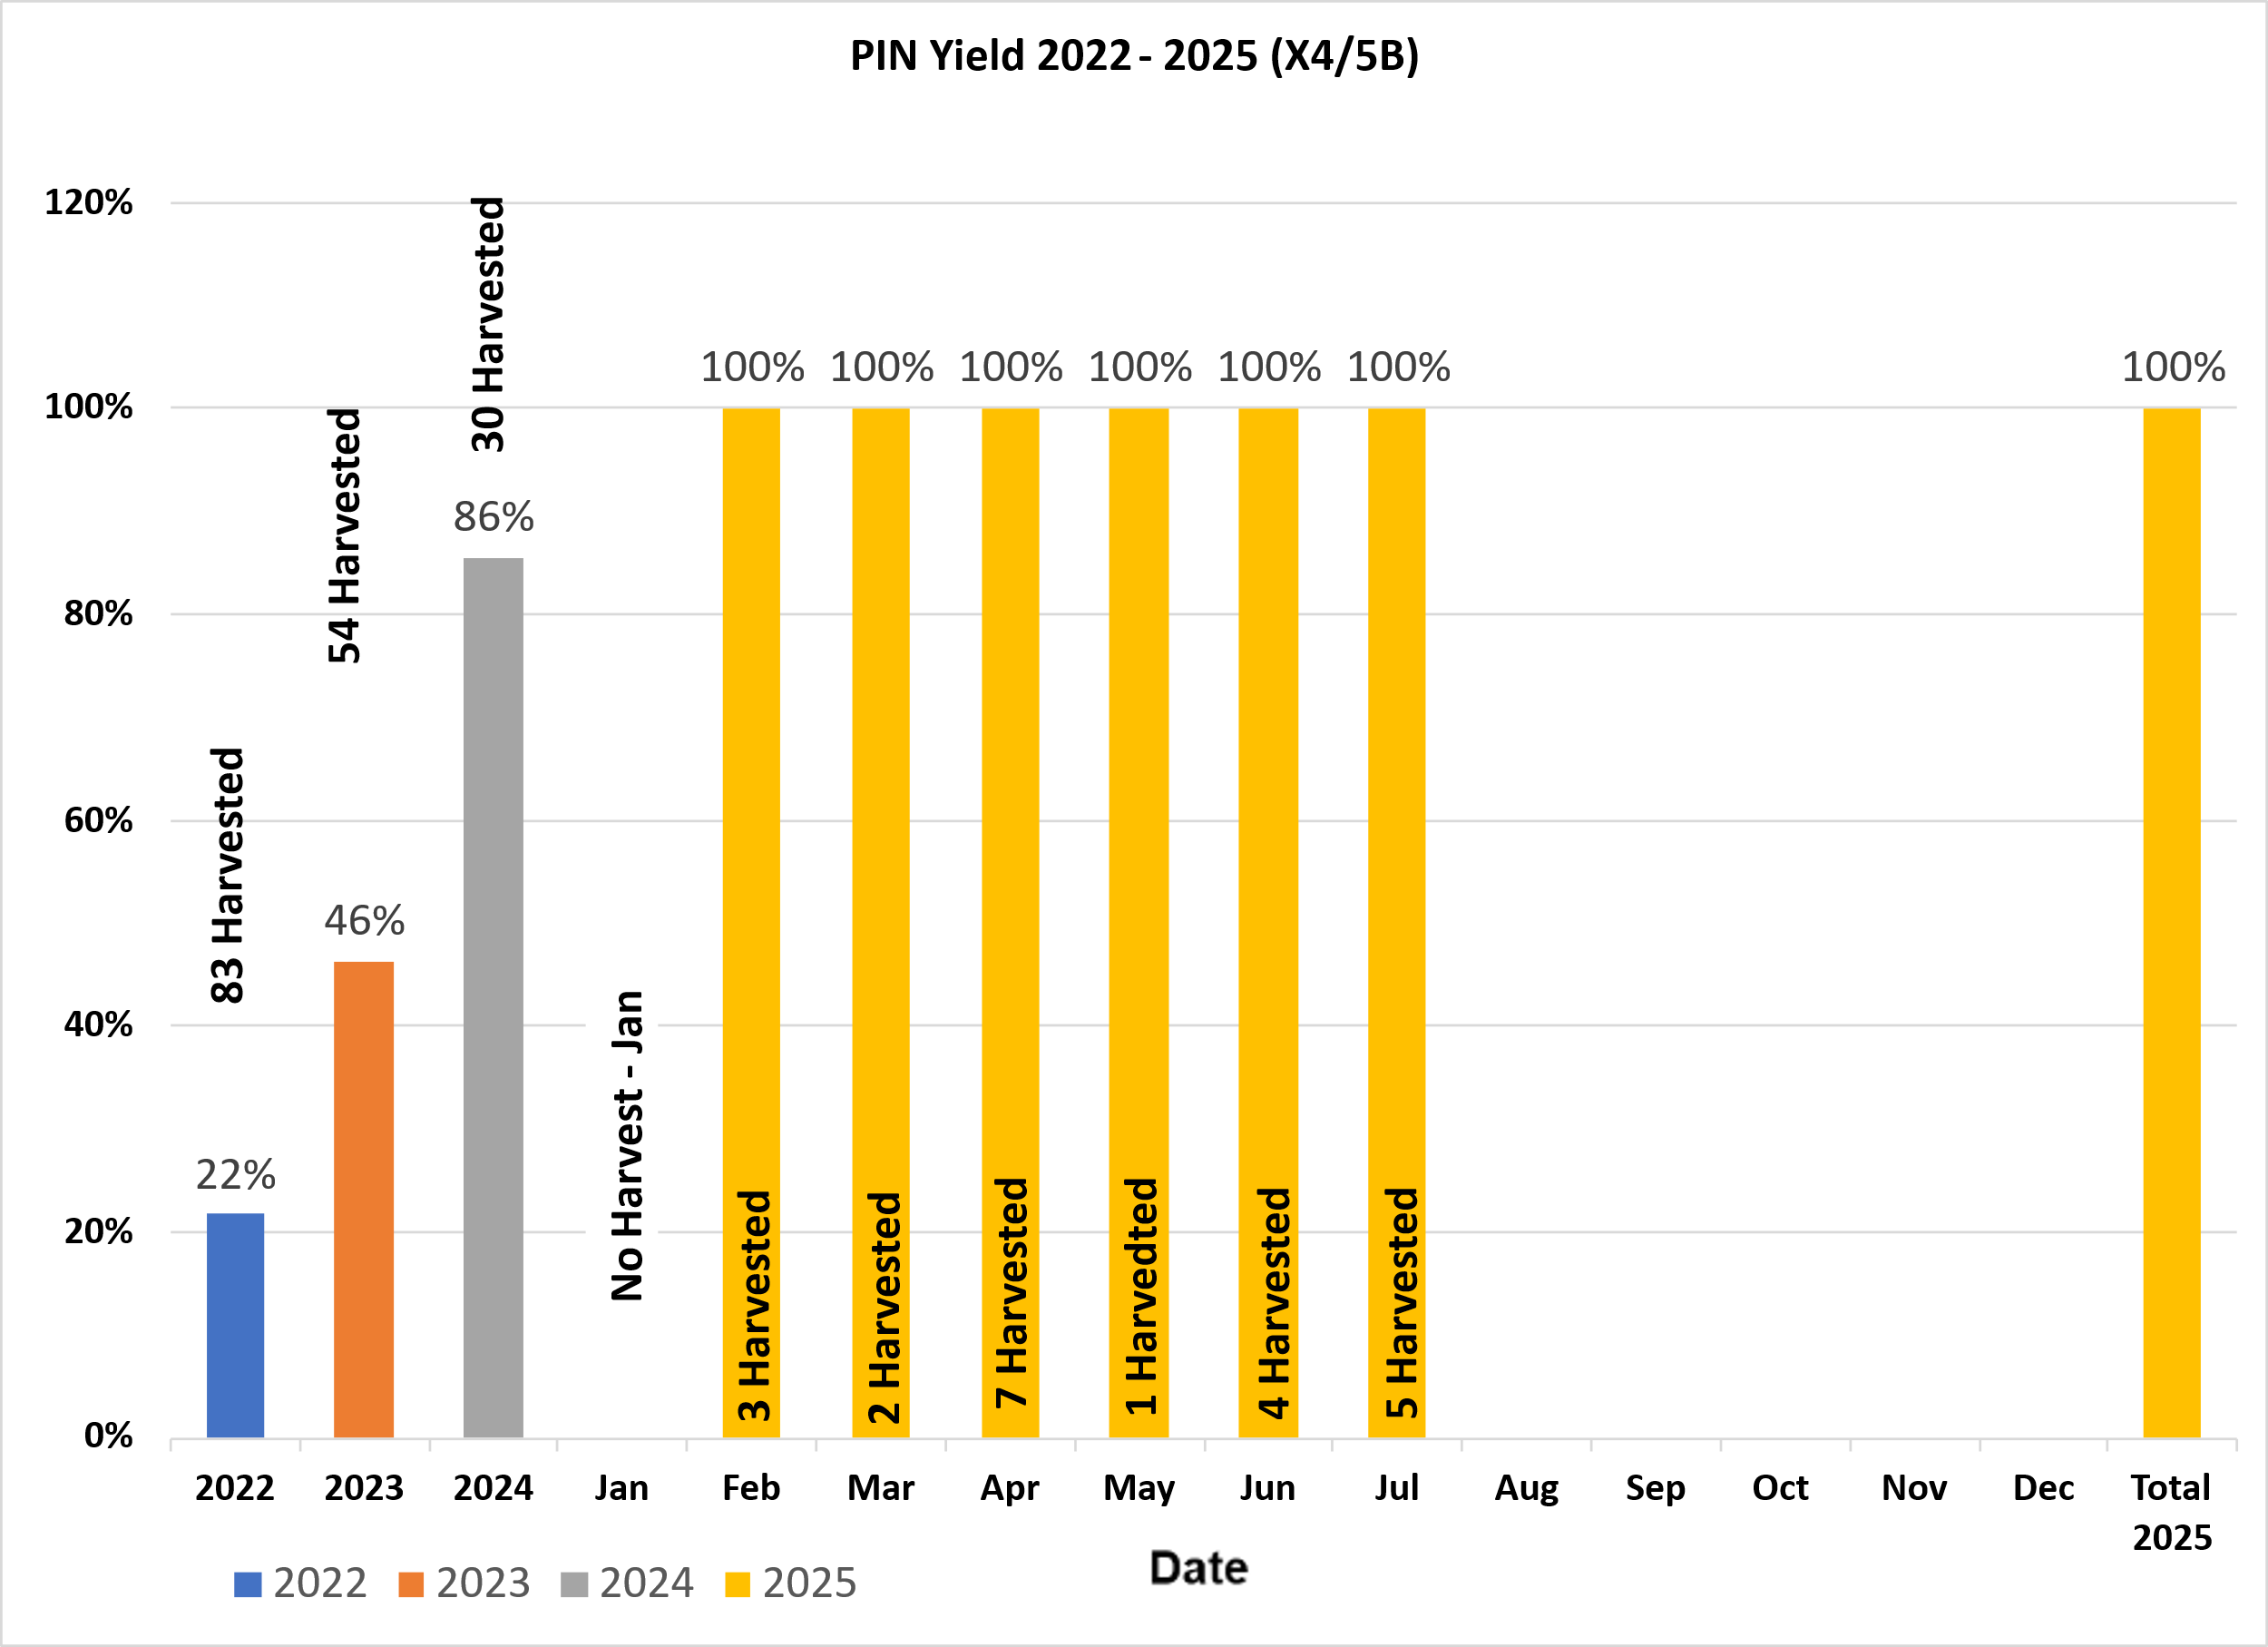 PIN Yield 2022 - 2025 (X4/5B)
120%
100%
80%
60%
40%
20%
0%
83 Harvested
22%
54 Harvested
46%
30 Harvested
86%
No Harvest - Jan
100%
3 Harvested
100%
2 Harvested
100%
7 Harvested
100%
1 Harvedted
100%
4 Harvested
100%
5 Harvested
100%
2022
2023
2024
Jan
Feb
Mar
Apr
May
Jun
Jul
Aug
Sep
Oct
Nov
Dec
Total
2025
Date
2022
2023
2024
2025